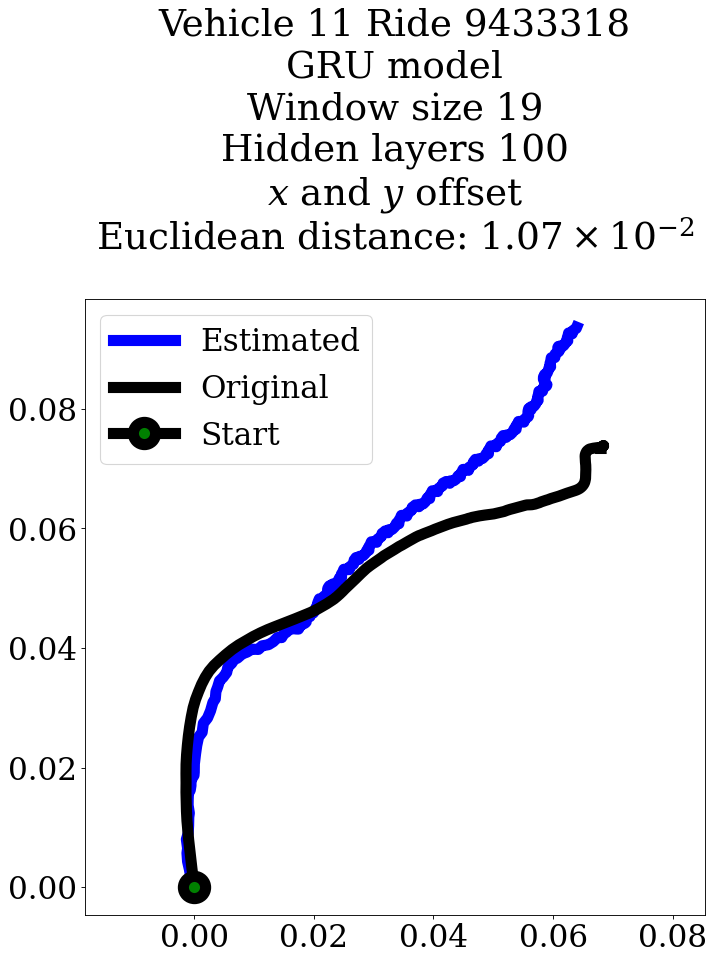 Vehicle 11 Ride 9433318
GRU model
Window size 19
Hidden layers 100
x and y offset
Euclidean distance: 1.07 × 10⁻²
Estimated
Original
Start
0.08
0.06
0.04
0.02
0.00
0.00 0.02 0.04 0.06 0.08